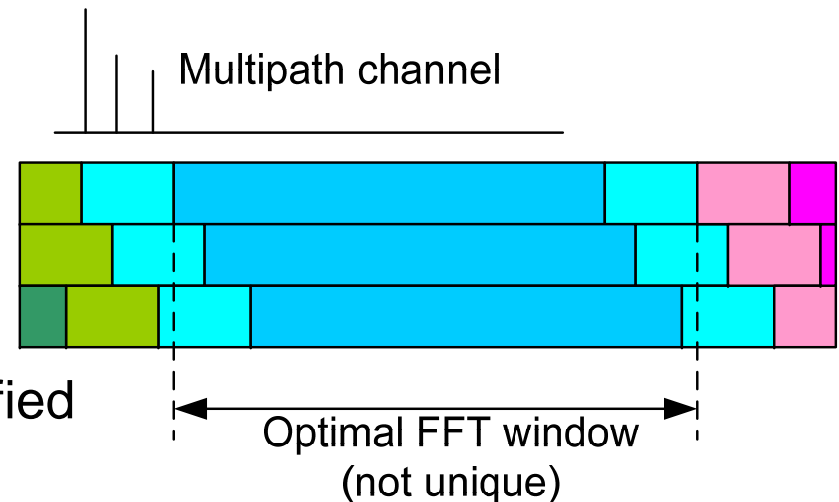 Multipath channel
fied
Optimal FFT window
(not unique)